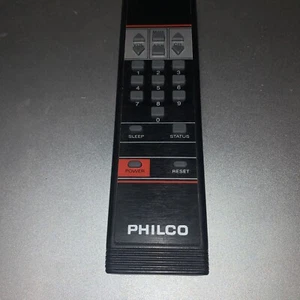 1 2 3
4 5 6
7 8 9
0
SLEEP STATUS
POWER RESET
PHILCO